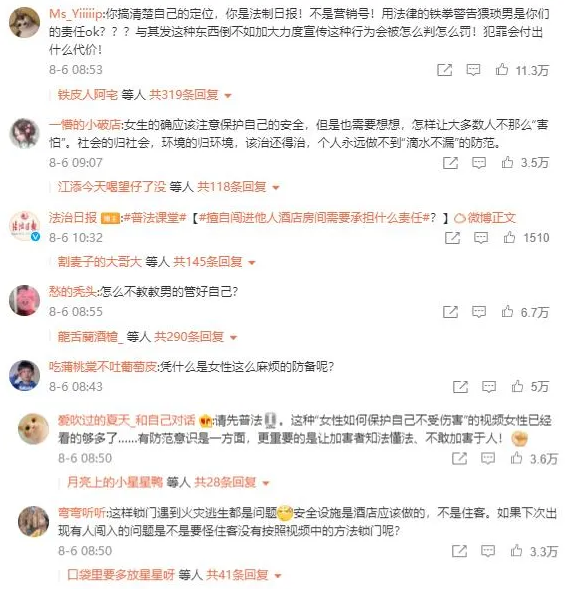 Ms_Yiiiiip:你搞清楚自己的定位，你是法制日报！不是营销号！用法律的铁拳警告猥琐男是你们
的责任ok？？？与其发这种东西倒不如加大力度宣传这种行为会被怎么判怎么罚！犯罪会付出
什么代价！
8-6 08:53
11.3万
铁皮人阿宅 等人 共319条回复
一懵的小破店:女生的确应该注意保护自己的安全，但是也需要想想，怎样让大多数人不那么“害
怕”。社会的归社会，环境的归环境，该治还得治，个人永远做不到“滴水不漏”的防范。
8-6 09:07
3.5万
江添今天喝望仔了没 等人 共118条回复
法治日报 :#普法课堂#【#擅自闯进他人酒店房间需要承担什么责任#？】微博正文
8-6 10:32
1510
割麦子的大哥大 等人 共145条回复
愁的秃头:怎么不教教男的管好自己？
8-6 08:55
6.7万
龍舌蘭酒楂_ 等人 共290条回复
吃蒲桃棠不吐葡萄皮:凭什么是女性这么麻烦的防备呢？
8-6 08:43
5万
爱吹过的夏天_和自己对话 :请先普法 。这种“女性如何保护自己不受伤害”的视频女性已经
看的够多了……有防范意识是一方面，更重要的是让加害者知法懂法、不敢加害于人！
8-6 08:50
3.6万
月亮上的小星星鸭 等人 共28条回复
弯弯听听:这样锁门遇到火灾逃生都是问题 安全设施是酒店应该做的，不是住客。如果下次出
现有人闯入的问题是不是要怪住客没有按照视频中的方法锁门呢？
8-6 08:50
3.3万
口袋里要多放星星呀 等人 共41条回复